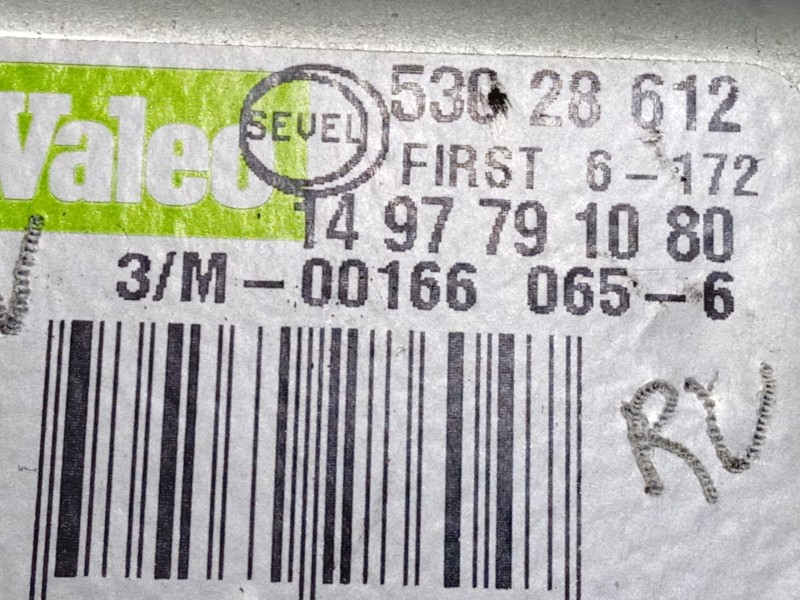 Valeo SEVEL 530 28 612
FIRST 6-172
14 97 79 10 80
3/M-00166 065-6
RV